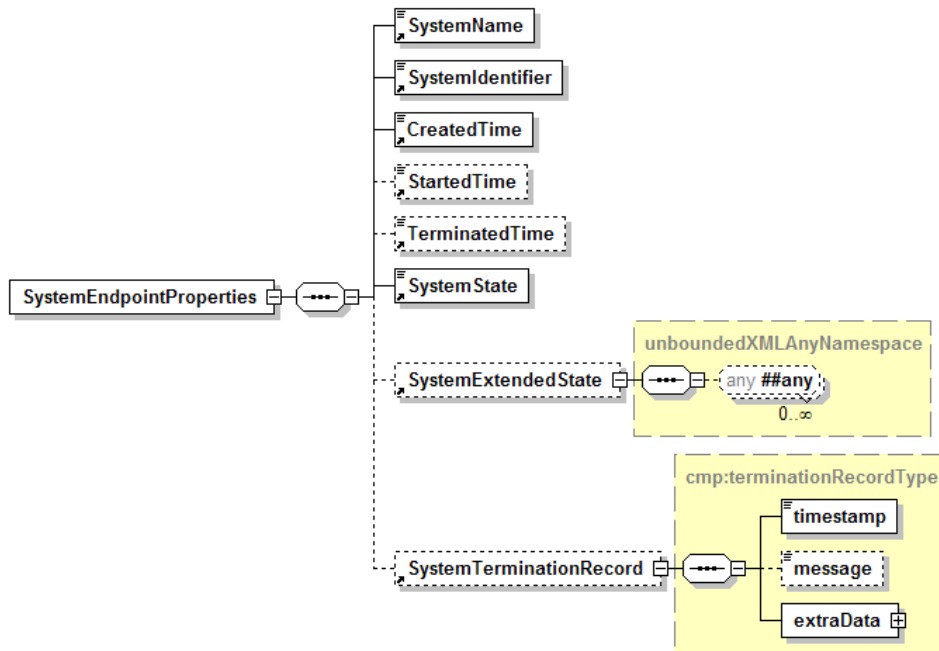 SystemName
SystemIdentifier
CreatedTime
StartedTime
TerminatedTime
SystemEndpointProperties
SystemState
unboundedXMLAnyNamespace
SystemExtendedState
any ##any
0..∞
cmp:terminationRecordType
timestamp
SystemTerminationRecord
message
extraData